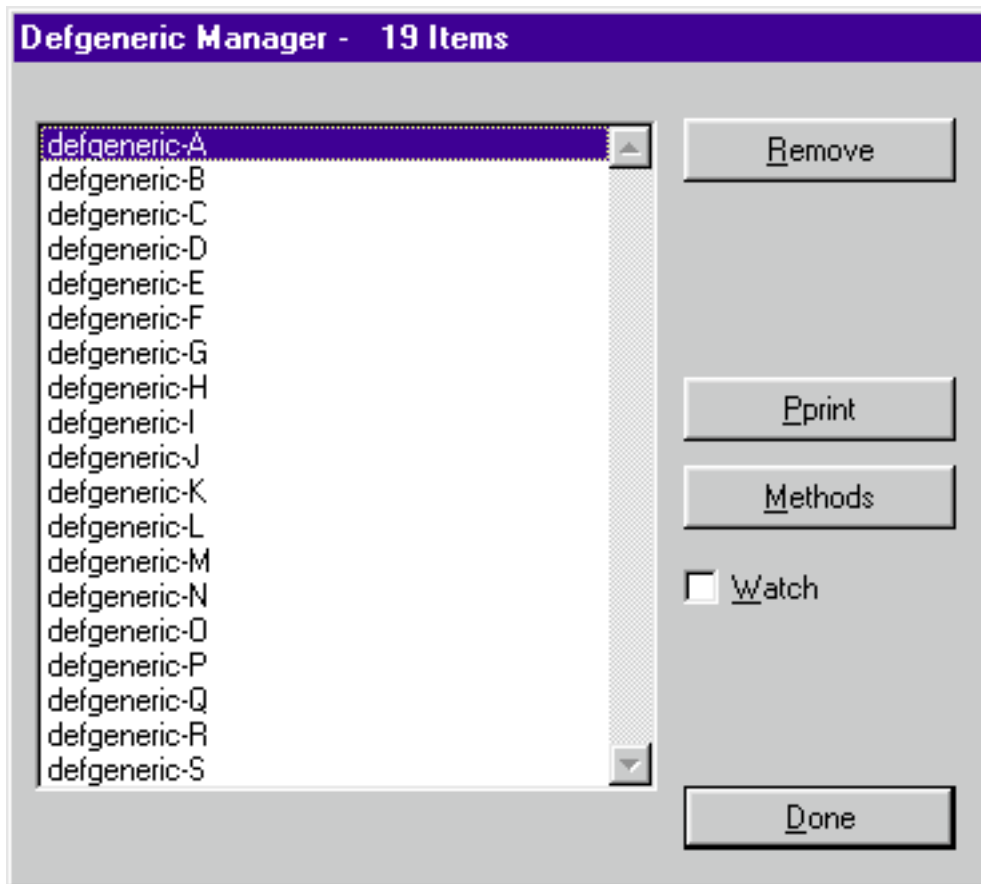 Defgeneric Manager -   19 Items
defgeneric-A
defgeneric-B
defgeneric-C
defgeneric-D
defgeneric-E
defgeneric-F
defgeneric-G
defgeneric-H
defgeneric-I
defgeneric-J
defgeneric-K
defgeneric-L
defgeneric-M
defgeneric-N
defgeneric-O
defgeneric-P
defgeneric-Q
defgeneric-R
defgeneric-S
Remove
Pprint
Methods
Watch
Done